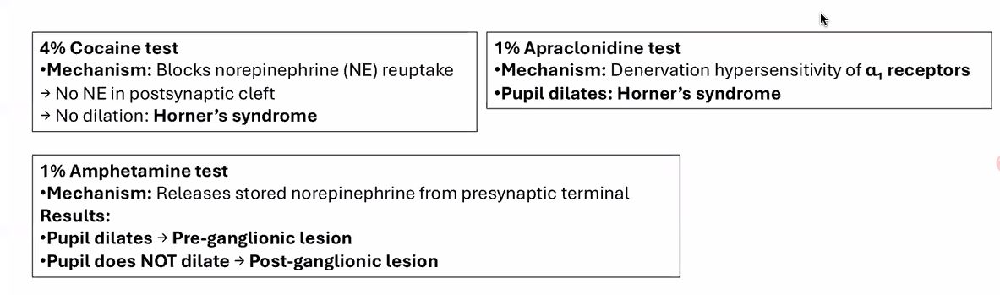 4% Cocaine test
•Mechanism: Blocks norepinephrine (NE) reuptake
→ No NE in postsynaptic cleft
→ No dilation: Horner’s syndrome
1% Apraclonidine test
•Mechanism: Denervation hypersensitivity of α₁ receptors
•Pupil dilates: Horner’s syndrome
1% Amphetamine test
•Mechanism: Releases stored norepinephrine from presynaptic terminal
Results:
•Pupil dilates → Pre-ganglionic lesion
•Pupil does NOT dilate → Post-ganglionic lesion